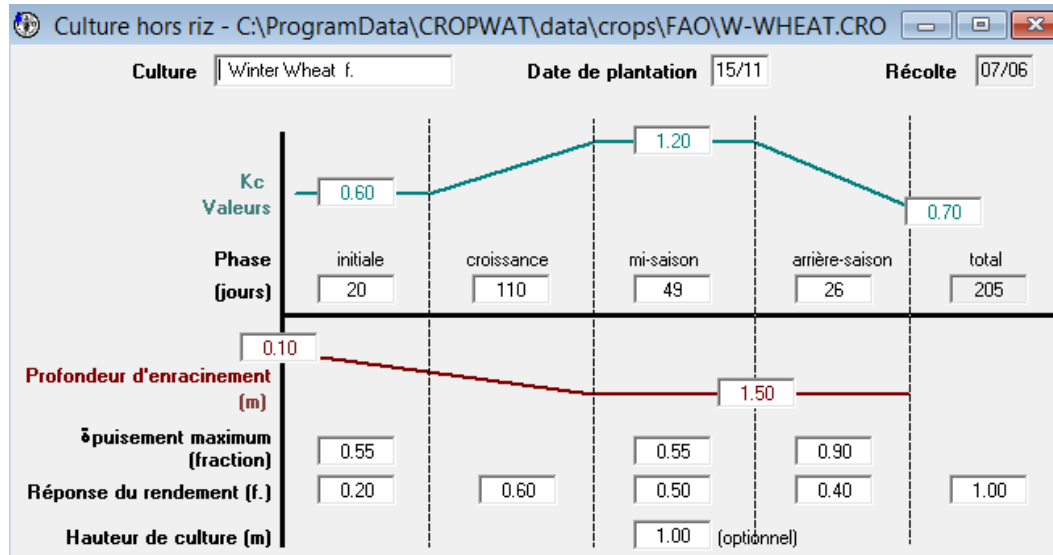 Culture hors riz - C:\ProgramData\CROPWAT\data\crops\FAO\W-WHEAT.CRO
Culture Winter Wheat f. Date de plantation 15/11 Récolte 07/06
1.20
Kc 0.60
Valeurs 0.70
Phase initiale croissance mi-saison arrière-saison total
(jours) 20 110 49 26 205
0.10
Profondeur d'enracinement
(m) 1.50
épuisement maximum
(fraction) 0.55 0.55 0.90
Réponse du rendement (f.) 0.20 0.60 0.50 0.40 1.00
Hauteur de culture (m) 1.00 (optionnel)